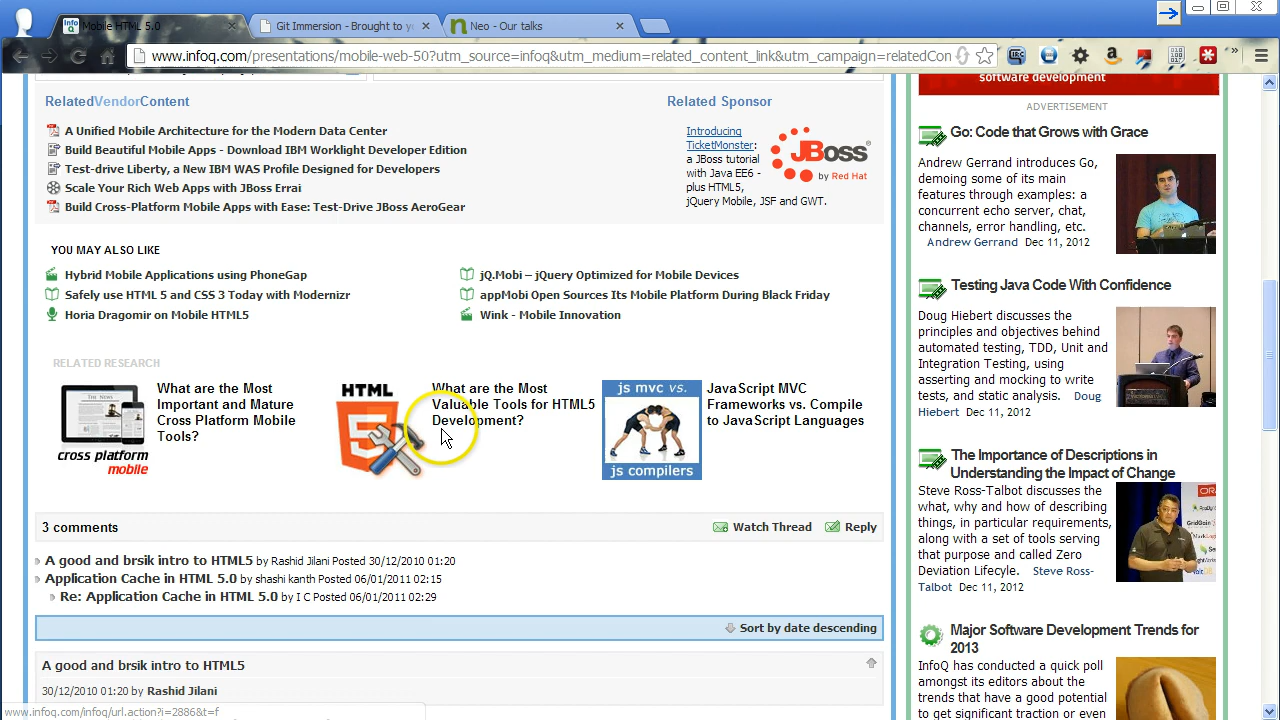 Mobile HTML 5.0
Git Immersion - Brought to yo
Neo - Our talks
www.infoq.com/presentations/mobile-web-50?utm_source=infoq&utm_medium=related_content_link&utm_campaign=relatedCon
RelatedVendorContent
A Unified Mobile Architecture for the Modern Data Center
Build Beautiful Mobile Apps - Download IBM Worklight Developer Edition
Test-drive Liberty, a New IBM WAS Profile Designed for Developers
Scale Your Rich Web Apps with JBoss Errai
Build Cross-Platform Mobile Apps with Ease: Test-Drive JBoss AeroGear
Related Sponsor
Introducing
TicketMonster:
a JBoss tutorial
with Java EE6 -
plus HTML5,
jQuery Mobile, JSF and GWT.
JBoss
by Red Hat
YOU MAY ALSO LIKE
Hybrid Mobile Applications using PhoneGap
Safely use HTML 5 and CSS 3 Today with Modernizr
Horia Dragomir on Mobile HTML5
jQ.Mobi – jQuery Optimized for Mobile Devices
appMobi Open Sources Its Mobile Platform During Black Friday
Wink - Mobile Innovation
RELATED RESEARCH
cross platform
mobile
What are the Most
Important and Mature
Cross Platform Mobile
Tools?
HTML
5
What are the Most
Valuable Tools for HTML5
Development?
js mvc vs.
js compilers
JavaScript MVC
Frameworks vs. Compile
to JavaScript Languages
3 comments
Watch Thread
Reply
A good and brsik intro to HTML5 by Rashid Jilani Posted 30/12/2010 01:20
Application Cache in HTML 5.0 by shashi kanth Posted 06/01/2011 02:15
Re: Application Cache in HTML 5.0 by I C Posted 06/01/2011 02:29
Sort by date descending
A good and brsik intro to HTML5
30/12/2010 01:20 by Rashid Jilani
www.infoq.com/infoq/url.action?i=2886&t=f
software development
ADVERTISEMENT
Go: Code that Grows with Grace
Andrew Gerrand introduces Go,
demoing some of its main
features through examples: a
concurrent echo server, chat,
channels, error handling, etc.
Andrew Gerrand Dec 11, 2012
Testing Java Code With Confidence
Doug Hiebert discusses the
principles and objectives behind
automated testing, TDD, Unit and
Integration Testing, using
asserting and mocking to write
tests, and static analysis. Doug
Hiebert Dec 11, 2012
The Importance of Descriptions in
Understanding the Impact of Change
Steve Ross-Talbot discusses the
what, why and how of describing
things, in particular requirements,
along with a set of tools serving
that purpose and called Zero
Deviation Lifecyle. Steve Ross-
Talbot Dec 11, 2012
Major Software Development Trends for
2013
InfoQ has conducted a quick poll
amongst its editors about the
trends that have a good potential
to get significant traction or even